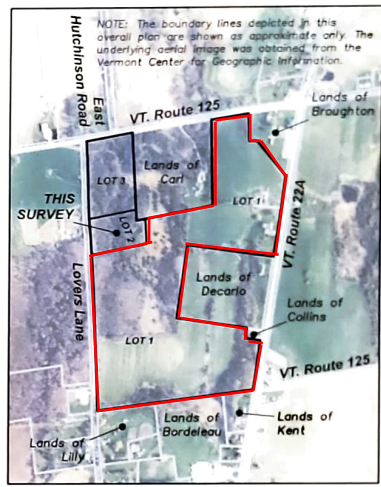 NOTE: The boundary lines depicted in this
overall plan are shown as approximate only. The
underlying aerial image was obtained from the
Vermont Center for Geographic Information.
East
Hutchinson Road
VT. Route 125
Lands of
Broughton
Lands of
Carl
LOT 3
LOT 1
THIS
SURVEY
LOT 2
VT. Route 22A
Lands of
Decarlo
Lovers Lane
Lands of
Collins
LOT 1
VT. Route 125
Lands of
Lilly
Lands of
Bordeleau
Lands of
Kent